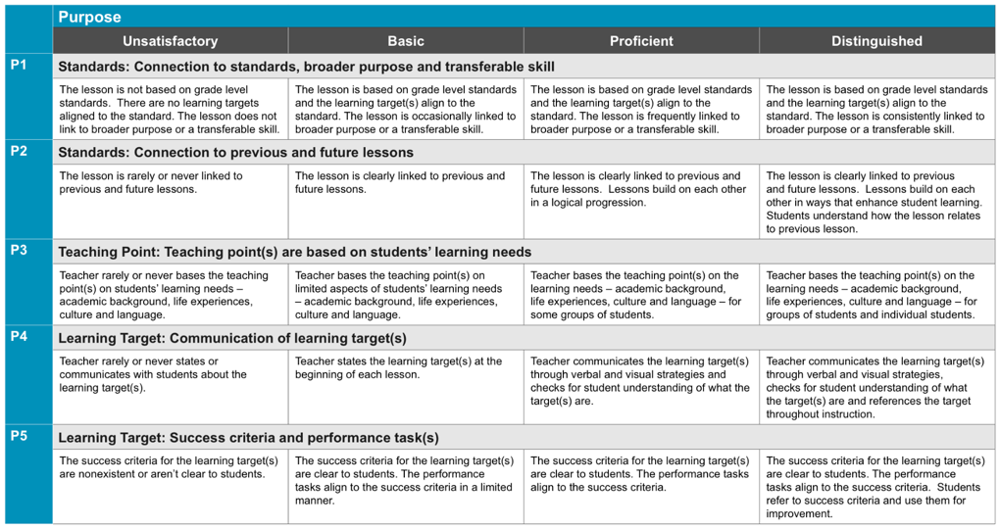 Purpose
Unsatisfactory
Basic
Proficient
Distinguished
P1
Standards: Connection to standards, broader purpose and transferable skill
The lesson is not based on grade level
standards.  There are no learning targets
aligned to the standard. The lesson does not
link to broader purpose or a transferable skill.
The lesson is based on grade level standards
and the learning target(s) align to the
standard. The lesson is occasionally linked to
broader purpose or a transferable skill.
The lesson is based on grade level standards
and the learning target(s) align to the
standard. The lesson is frequently linked to
broader purpose or a transferable skill.
The lesson is based on grade level standards
and the learning target(s) align to the
standard. The lesson is consistently linked to
broader purpose or a transferable skill.
P2
Standards: Connection to previous and future lessons
The lesson is rarely or never linked to
previous and future lessons.
The lesson is clearly linked to previous and
future lessons.
The lesson is clearly linked to previous and
future lessons.  Lessons build on each other
in a logical progression.
The lesson is clearly linked to previous
and future lessons.  Lessons build on each
other in ways that enhance student learning.
Students understand how the lesson relates
to previous lesson.
P3
Teaching Point: Teaching point(s) are based on students’ learning needs
Teacher rarely or never bases the teaching
point(s) on students’ learning needs –
academic background, life experiences,
culture and language.
Teacher bases the teaching point(s) on
limited aspects of students’ learning needs
– academic background, life experiences,
culture and language.
Teacher bases the teaching point(s) on the
learning needs – academic background,
life experiences, culture and language – for
some groups of students.
Teacher bases the teaching point(s) on the
learning needs – academic background,
life experiences, culture and language – for
groups of students and individual students.
P4
Learning Target: Communication of learning target(s)
Teacher rarely or never states or
communicates with students about the
learning target(s).
Teacher states the learning target(s) at the
beginning of each lesson.
Teacher communicates the learning target(s)
through verbal and visual strategies and
checks for student understanding of what the
target(s) are.
Teacher communicates the learning target(s)
through verbal and visual strategies,
checks for student understanding of what
the target(s) are and references the target
throughout instruction.
P5
Learning Target: Success criteria and performance task(s)
The success criteria for the learning target(s)
are nonexistent or aren’t clear to students.
The success criteria for the learning target(s)
are clear to students. The performance
tasks align to the success criteria in a limited
manner.
The success criteria for the learning target(s)
are clear to students. The performance tasks
align to the success criteria.
The success criteria for the learning target(s)
are clear to students. The performance
tasks align to the success criteria.  Students
refer to success criteria and use them for
improvement.